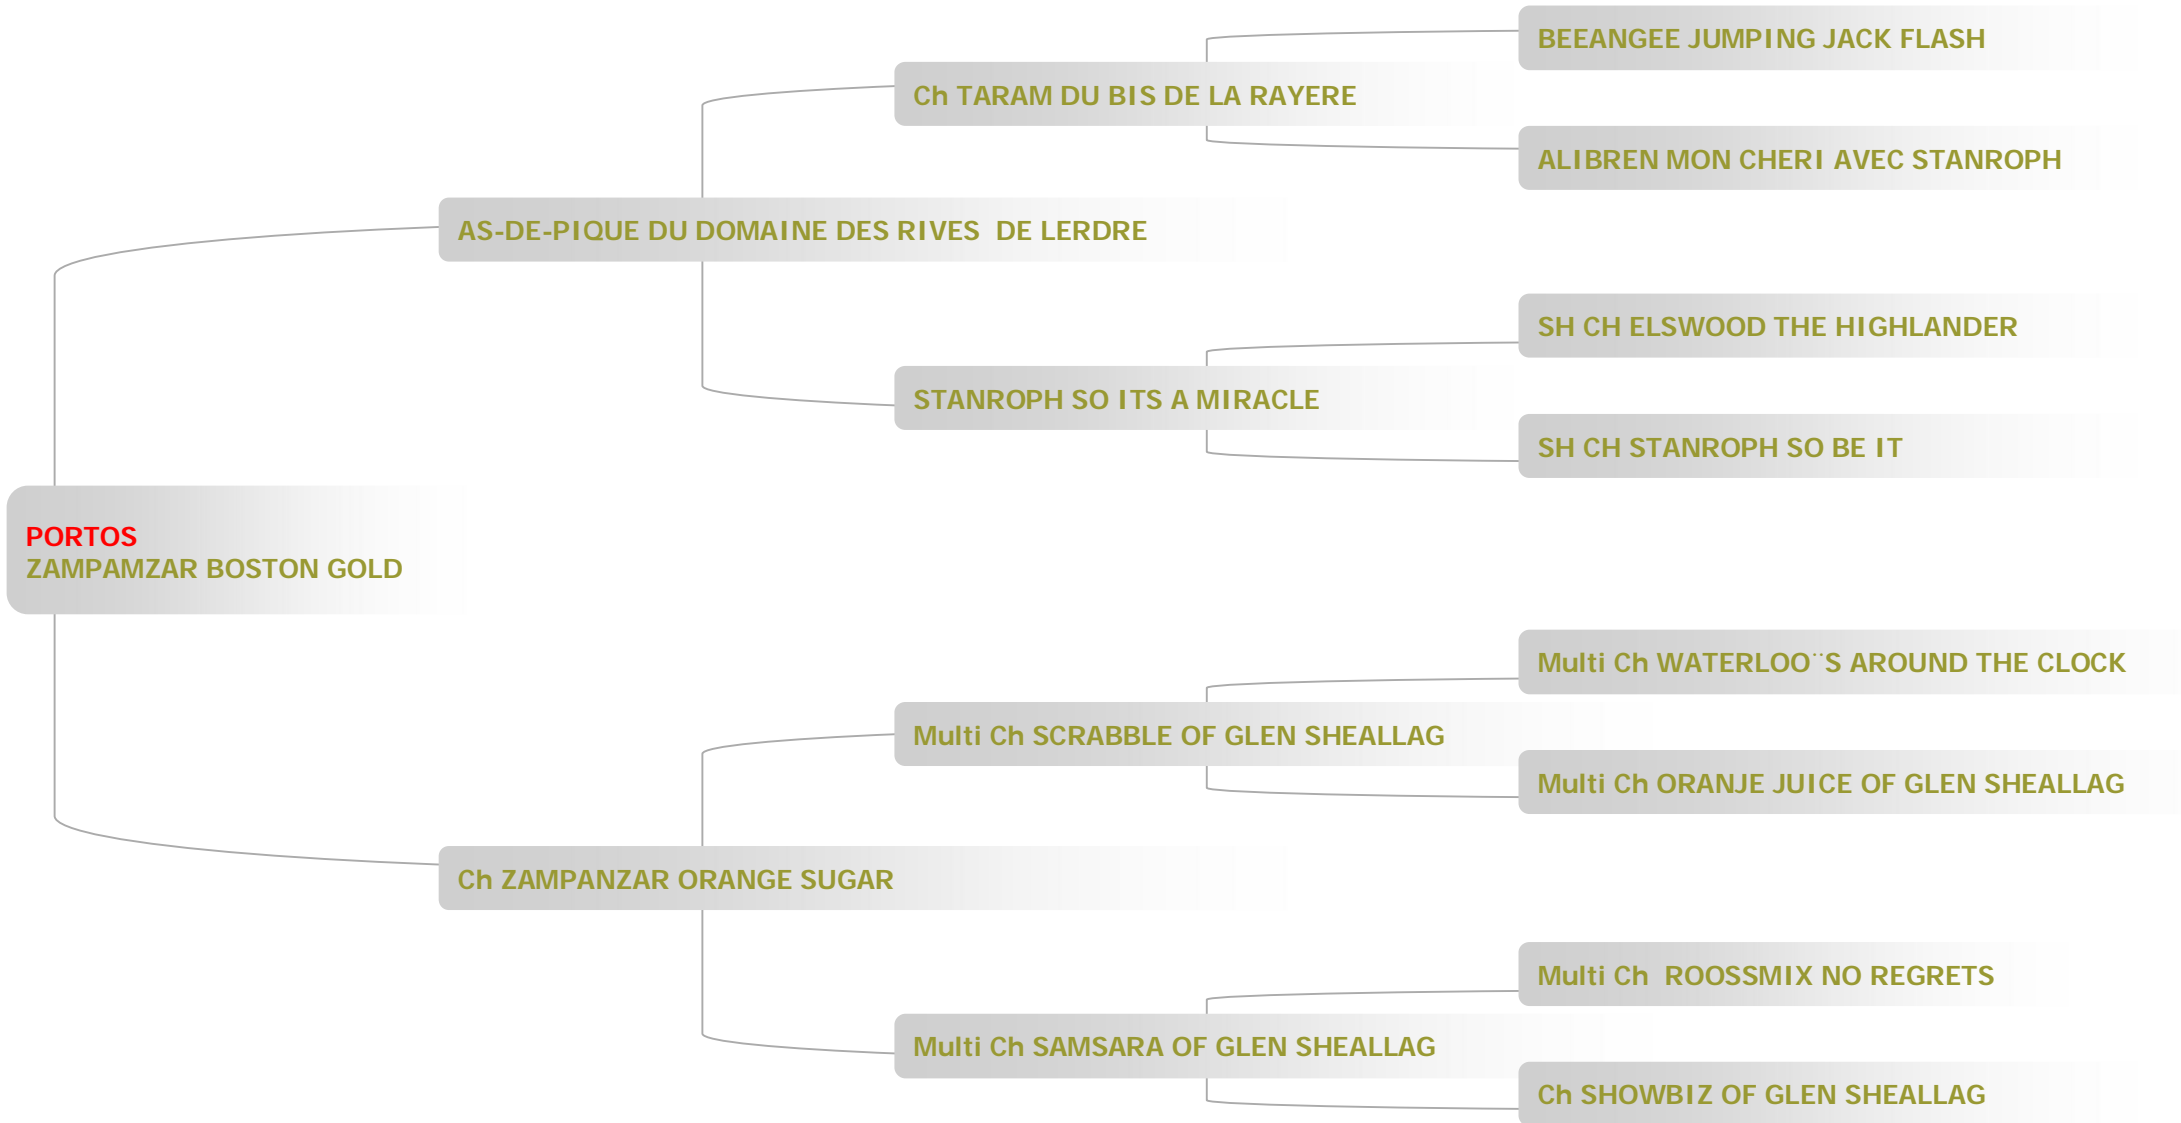 BEEANGEE JUMPING JACK FLASH
Ch TARAM DU BIS DE LA RAYERE
ALIBREN MON CHERI AVEC STANROPH
AS-DE-PIQUE DU DOMAINE DES RIVES  DE LERDRE
SH CH ELSWOOD THE HIGHLANDER
STANROPH SO ITS A MIRACLE
SH CH STANROPH SO BE IT
PORTOS
ZAMPAMZAR BOSTON GOLD
Multi Ch WATERLOO¨S AROUND THE CLOCK
Multi Ch SCRABBLE OF GLEN SHEALLAG
Multi Ch ORANJE JUICE OF GLEN SHEALLAG
Ch ZAMPANZAR ORANGE SUGAR
Multi Ch  ROOSSMIX NO REGRETS
Multi Ch SAMSARA OF GLEN SHEALLAG
Ch SHOWBIZ OF GLEN SHEALLAG